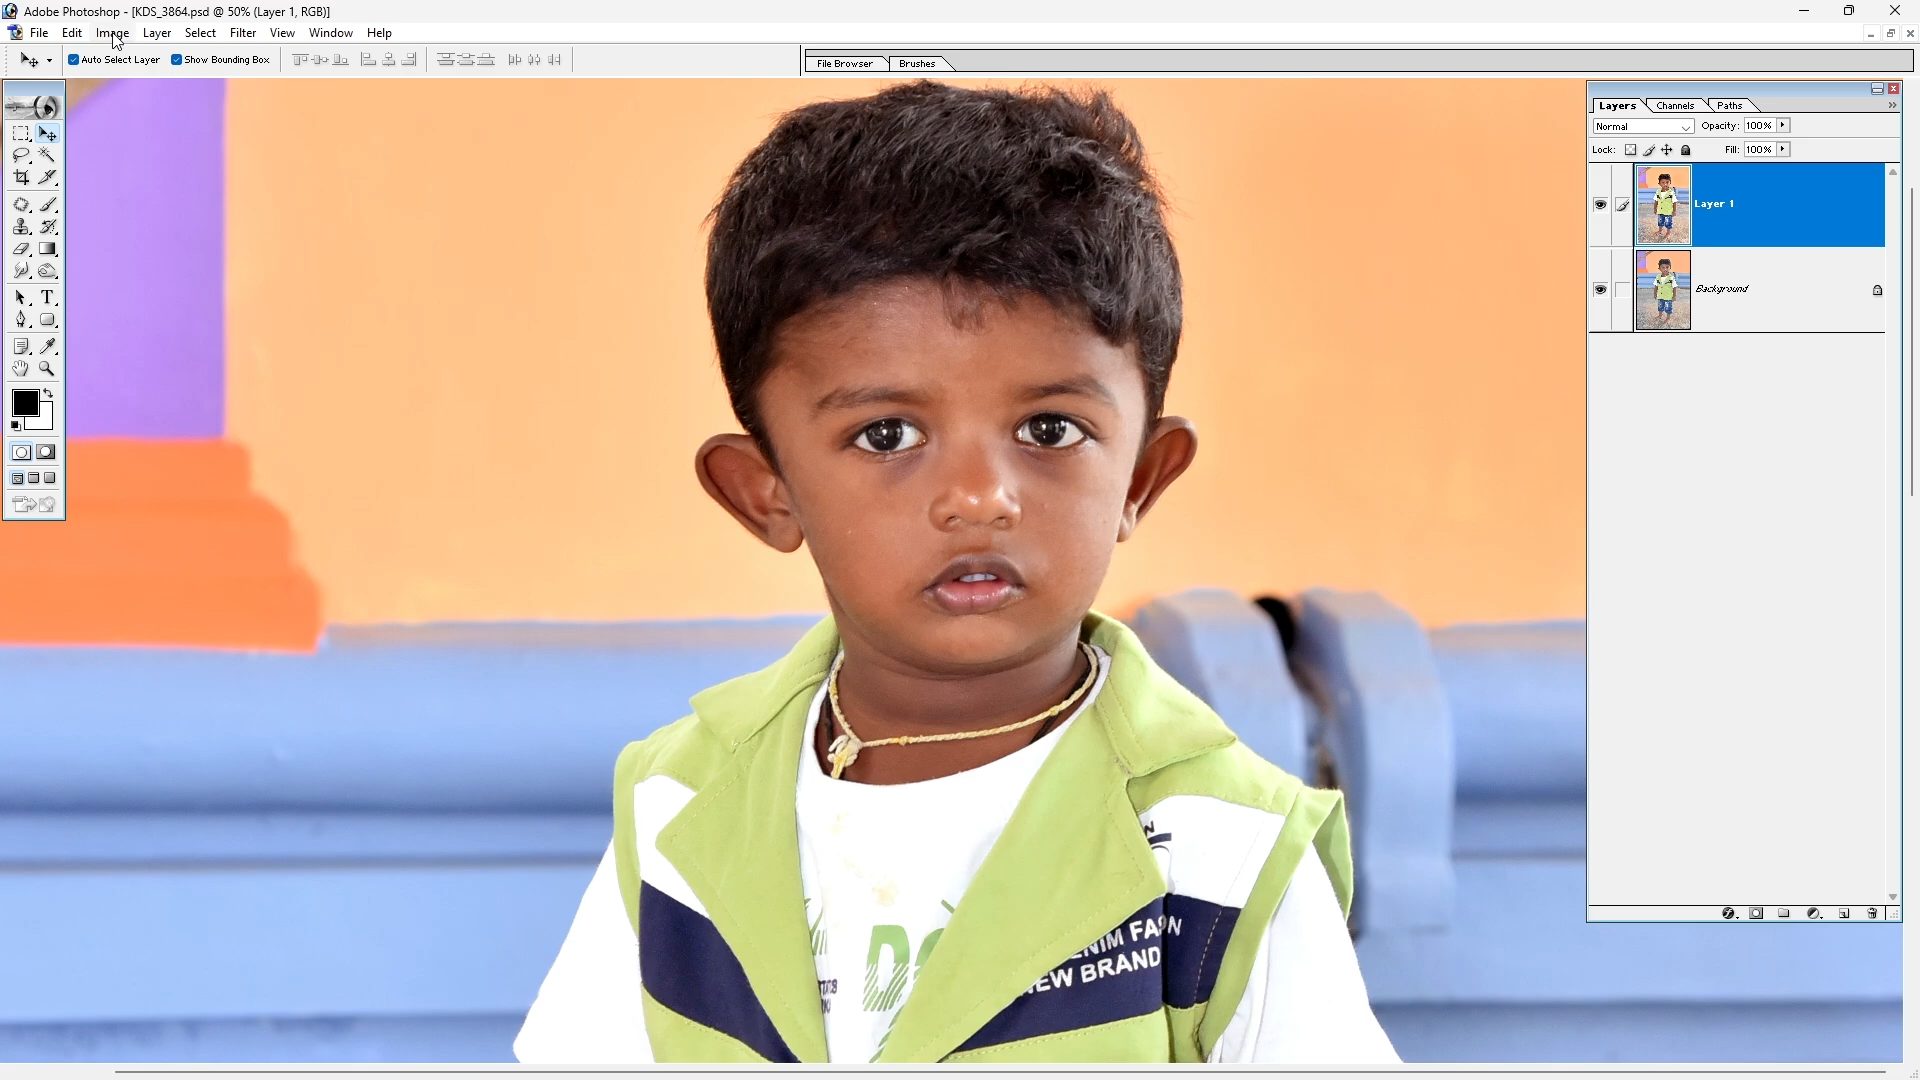 Adobe Photoshop - [KDS_3864.psd @ 50% (Layer 1, RGB)]
File Edit Image Layer Select Filter View Window Help
Auto Select Layer Show Bounding Box File Browser Brushes
Layers Channels Paths
Normal Opacity: 100%
Lock: Fill: 100%
Layer 1
Background
NIM FA
EW BRAND